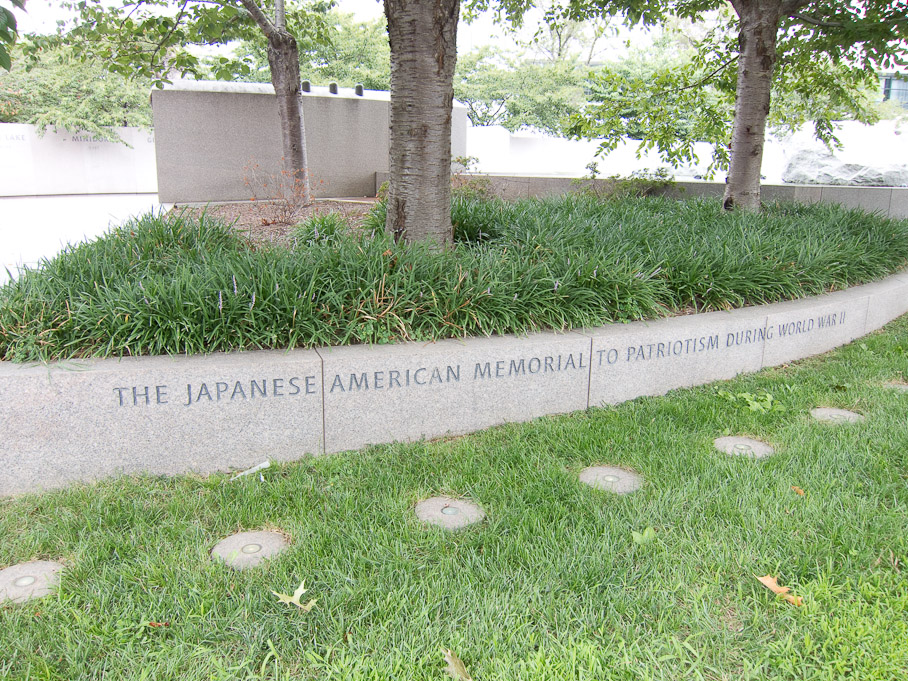 THE JAPANESE AMERICAN MEMORIAL TO PATRIOTISM DURING WORLD WAR II